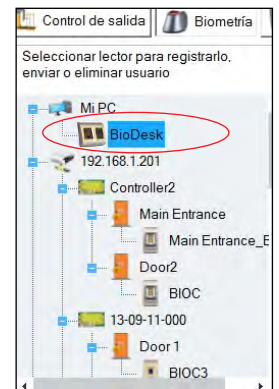 Control de salida
Biometría
Seleccionar lector para registrarlo,
enviar o eliminar usuario
Mi PC
BioDesk
192.168.1.201
Controller2
Main Entrance
Main Entrance_E
Door2
BIOC
13-09-11-000
Door 1
BIOC3